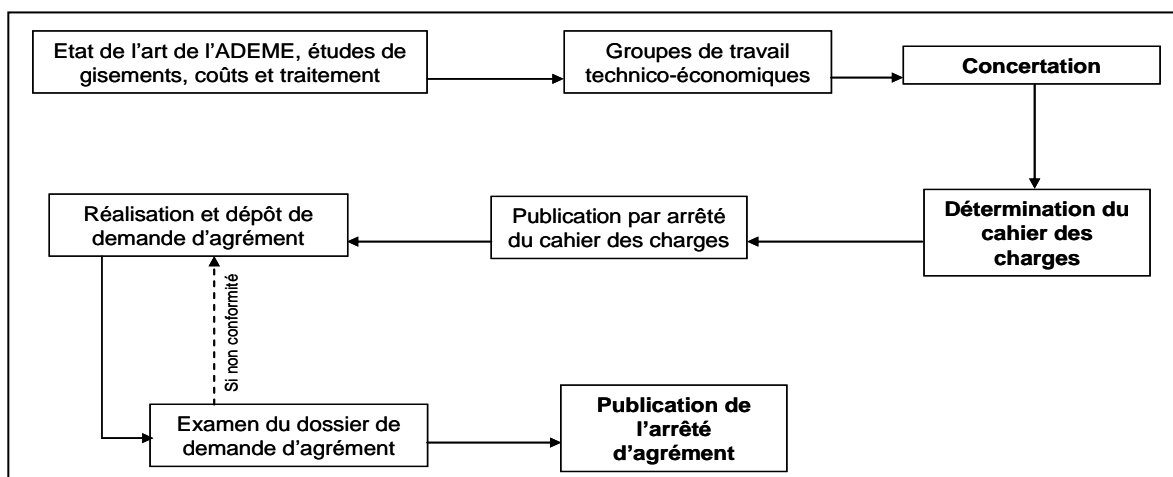 Etat de l'art de l'ADEME, études de
gisements, coûts et traitement
Groupes de travail
technico-économiques
Concertation
Détermination du
cahier des
charges
Publication par arrêté
du cahier des charges
Réalisation et dépôt de
demande d'agrément
Si non conformité
Examen du dossier de
demande d'agrément
Publication de
l'arrêté
d'agrément